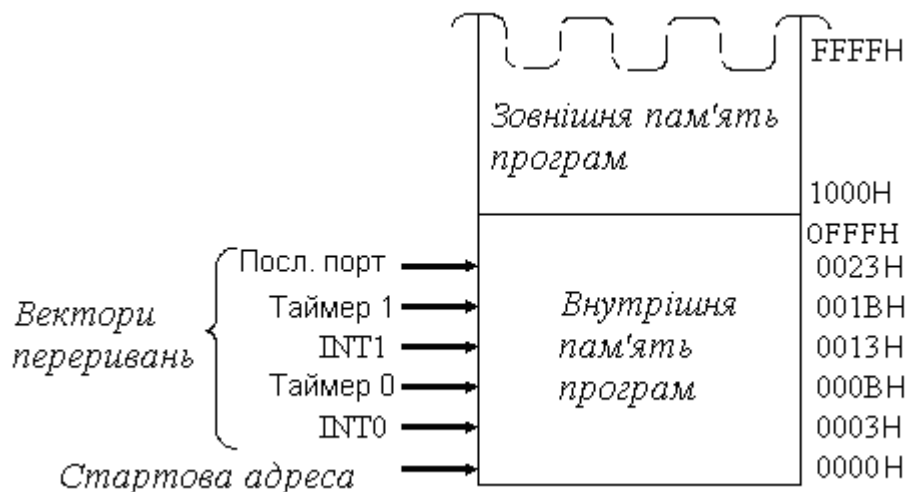 FFFFH
Зовнішня пам'ять
програм
1000H
0FFFH
Посл. порт
0023H
Таймер 1
001BH
Вектори
переривань
INT1
0013H
Внутрішня
пам'ять
програм
Таймер 0
000BH
INT0
0003H
Стартова адреса
0000H